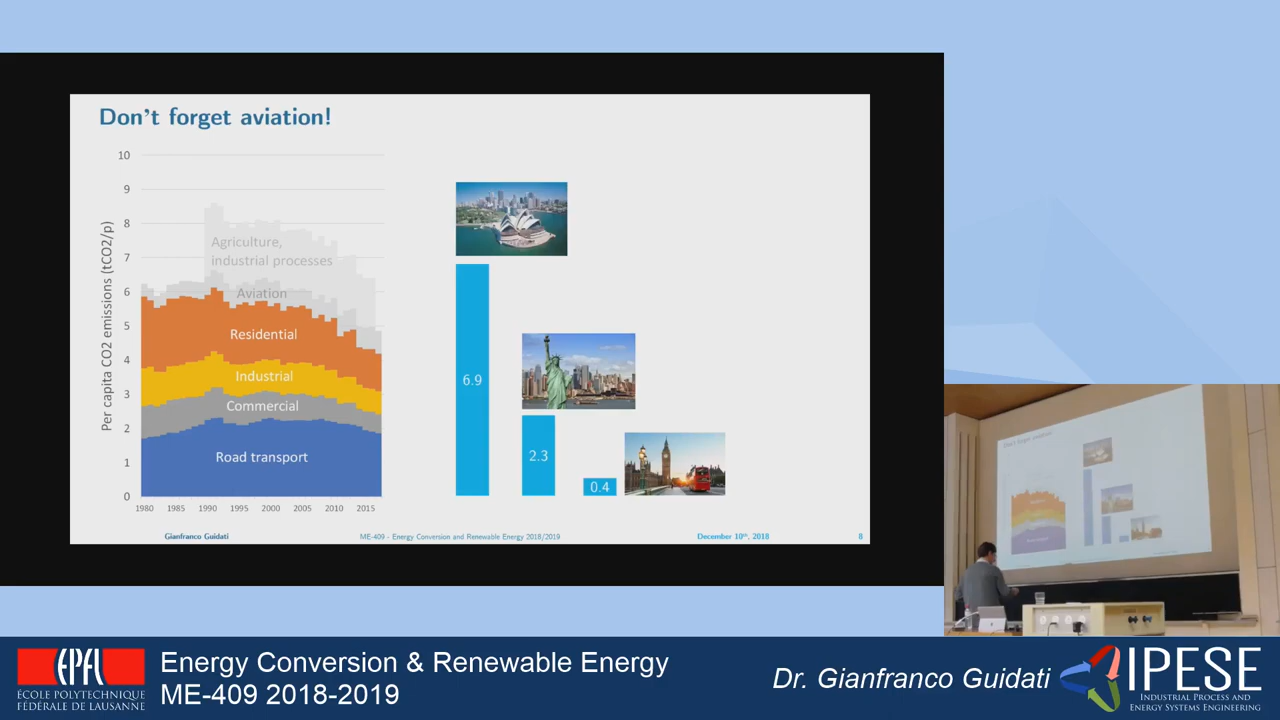 Don't forget aviation!
10
9
8
7
6
5
4
3
2
1
0
Per capita CO2 emissions (tCO2/p)
Agriculture,
industrial processes
Aviation
Residential
Industrial
Commercial
Road transport
1980 1985 1990 1995 2000 2005 2010 2015
6.9
2.3
0.4
Gianfranco Guidati ME-409 - Energy Conversion and Renewable Energy 2018/2019 December 10th, 2018 8
EPFL
ÉCOLE POLYTECHNIQUE
FÉDÉRALE DE LAUSANNE
Energy Conversion & Renewable Energy
ME-409 2018-2019
Dr. Gianfranco Guidati
IPESE
Industrial Process and
Energy Systems Engineering